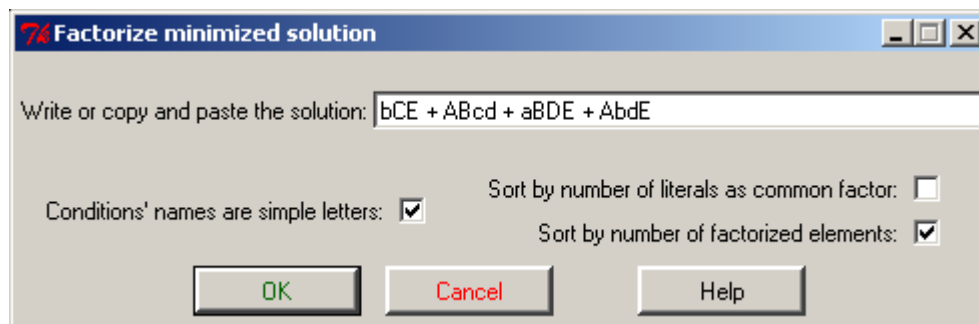 Factorize minimized solution
Write or copy and paste the solution: bCE + ABcd + aBDE + AbdE
Sort by number of literals as common factor:
Conditions' names are simple letters:
Sort by number of factorized elements:
OK Cancel Help